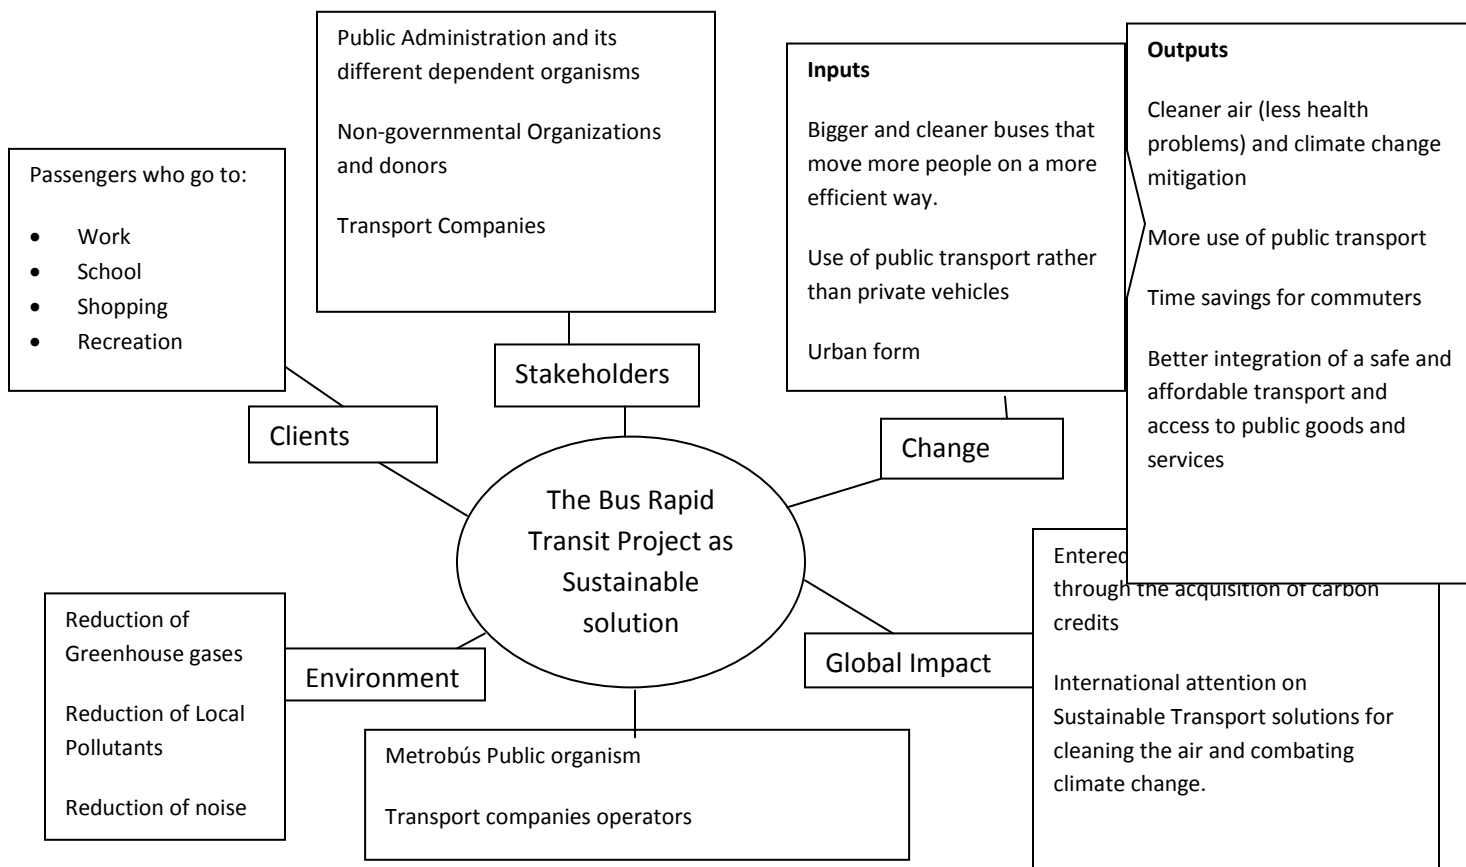 Public Administration and its
different dependent organisms
Non-governmental Organizations
and donors
Transport Companies
Stakeholders
Passengers who go to:
• Work
• School
• Shopping
• Recreation
Clients
Inputs
Bigger and cleaner buses that
move more people on a more
efficient way.
Use of public transport rather
than private vehicles
Urban form
Outputs
Cleaner air (less health
problems) and climate change
mitigation
More use of public transport
Time savings for commuters
Better integration of a safe and
affordable transport and
access to public goods and
services
Change
The Bus Rapid
Transit Project as
Sustainable
solution
Reduction of
Greenhouse gases
Reduction of Local
Pollutants
Reduction of noise
Environment
Metrobús Public organism
Transport companies operators
Global Impact
Entered
through the acquisition of carbon
credits
International attention on
Sustainable Transport solutions for
cleaning the air and combating
climate change.